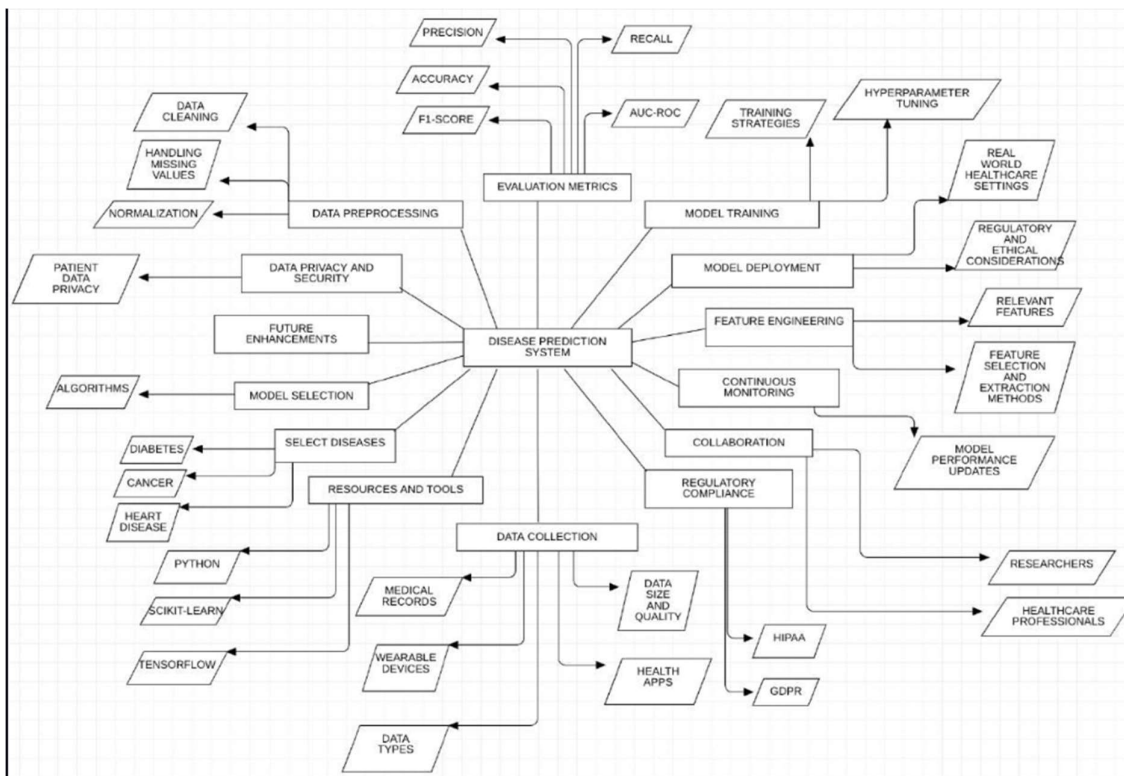 PRECISION
RECALL
ACCURACY
F1-SCORE
AUC-ROC
HYPERPARAMETER
TUNING
TRAINING
STRATEGIES
DATA
CLEANING
HANDLING
MISSING
VALUES
NORMALIZATION
REAL
WORLD
HEALTHCARE
SETTINGS
EVALUATION METRICS
DATA PREPROCESSING
MODEL TRAINING
REGULATORY
AND
ETHICAL
CONSIDERATIONS
PATIENT
DATA
PRIVACY
DATA PRIVACY AND
SECURITY
MODEL DEPLOYMENT
RELEVANT
FEATURES
FUTURE
ENHANCEMENTS
DISEASE PREDICTION
SYSTEM
FEATURE ENGINEERING
FEATURE
SELECTION
AND
EXTRACTION
METHODS
ALGORITHMS
MODEL SELECTION
CONTINUOUS
MONITORING
DIABETES
SELECT DISEASES
COLLABORATION
MODEL
PERFORMANCE
UPDATES
CANCER
RESOURCES AND TOOLS
REGULATORY
COMPLIANCE
HEART
DISEASE
DATA COLLECTION
PYTHON
RESEARCHERS
MEDICAL
RECORDS
DATA
SIZE
AND
QUALITY
SCIKIT-LEARN
HEALTHCARE
PROFESSIONALS
HIPAA
TENSORFLOW
WEARABLE
DEVICES
HEALTH
APPS
GDPR
DATA
TYPES